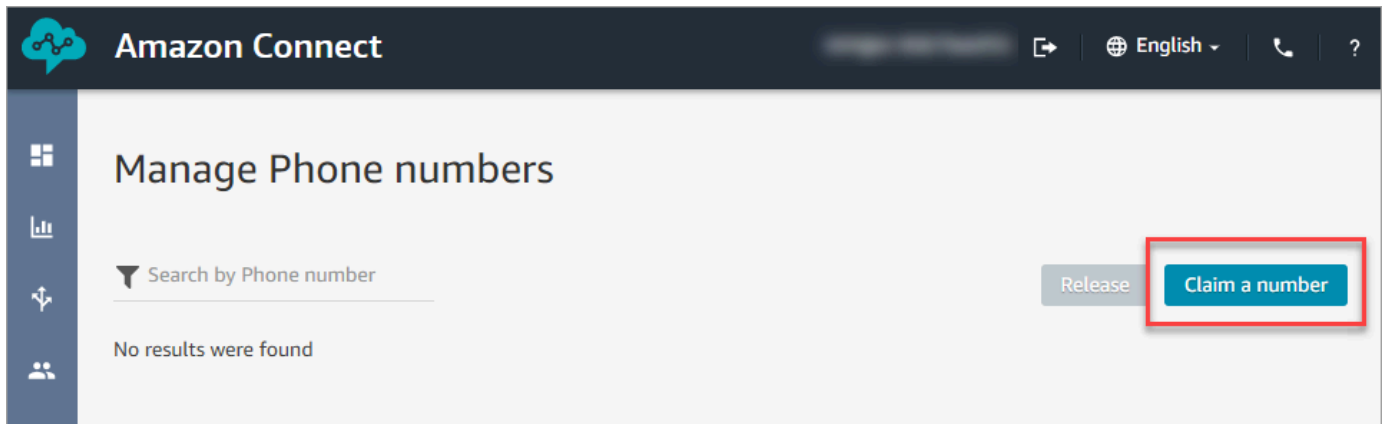 Amazon Connect
English
?
Manage Phone numbers
Search by Phone number
Release
Claim a number
No results were found